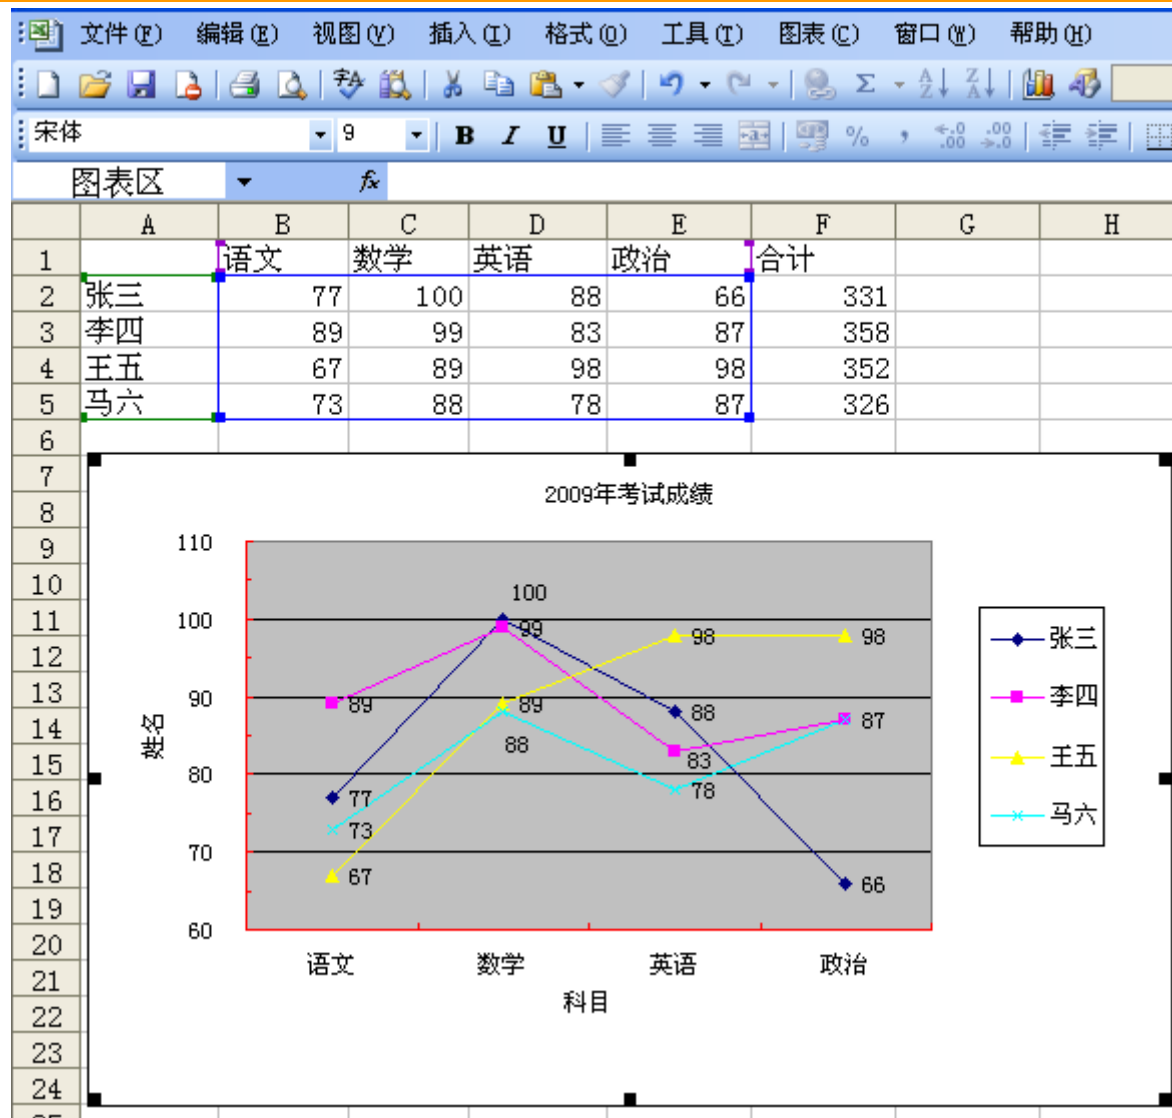 文件(F) 编辑(E) 视图(V) 插入(I) 格式(O) 工具(T) 图表(C) 窗口(W) 帮助(H)
宋体 9 B I U % , .00 .00
图表区 fx
A B C D E F G H
1 语文 数学 英语 政治 合计
2 张三 77 100 88 66 331
3 李四 89 99 83 87 358
4 王五 67 89 98 98 352
5 马六 73 88 78 87 326
6
7
8
9
10
11
12
13
14
15
16
17
18
19
20
21
22
23
24
2009年考试成绩
110
100
90
80
70
60
姓名
100
99
98 98
89 89 88 87
88 83
77 78
73
67 66
语文 数学 英语 政治
科目
张三
李四
王五
马六